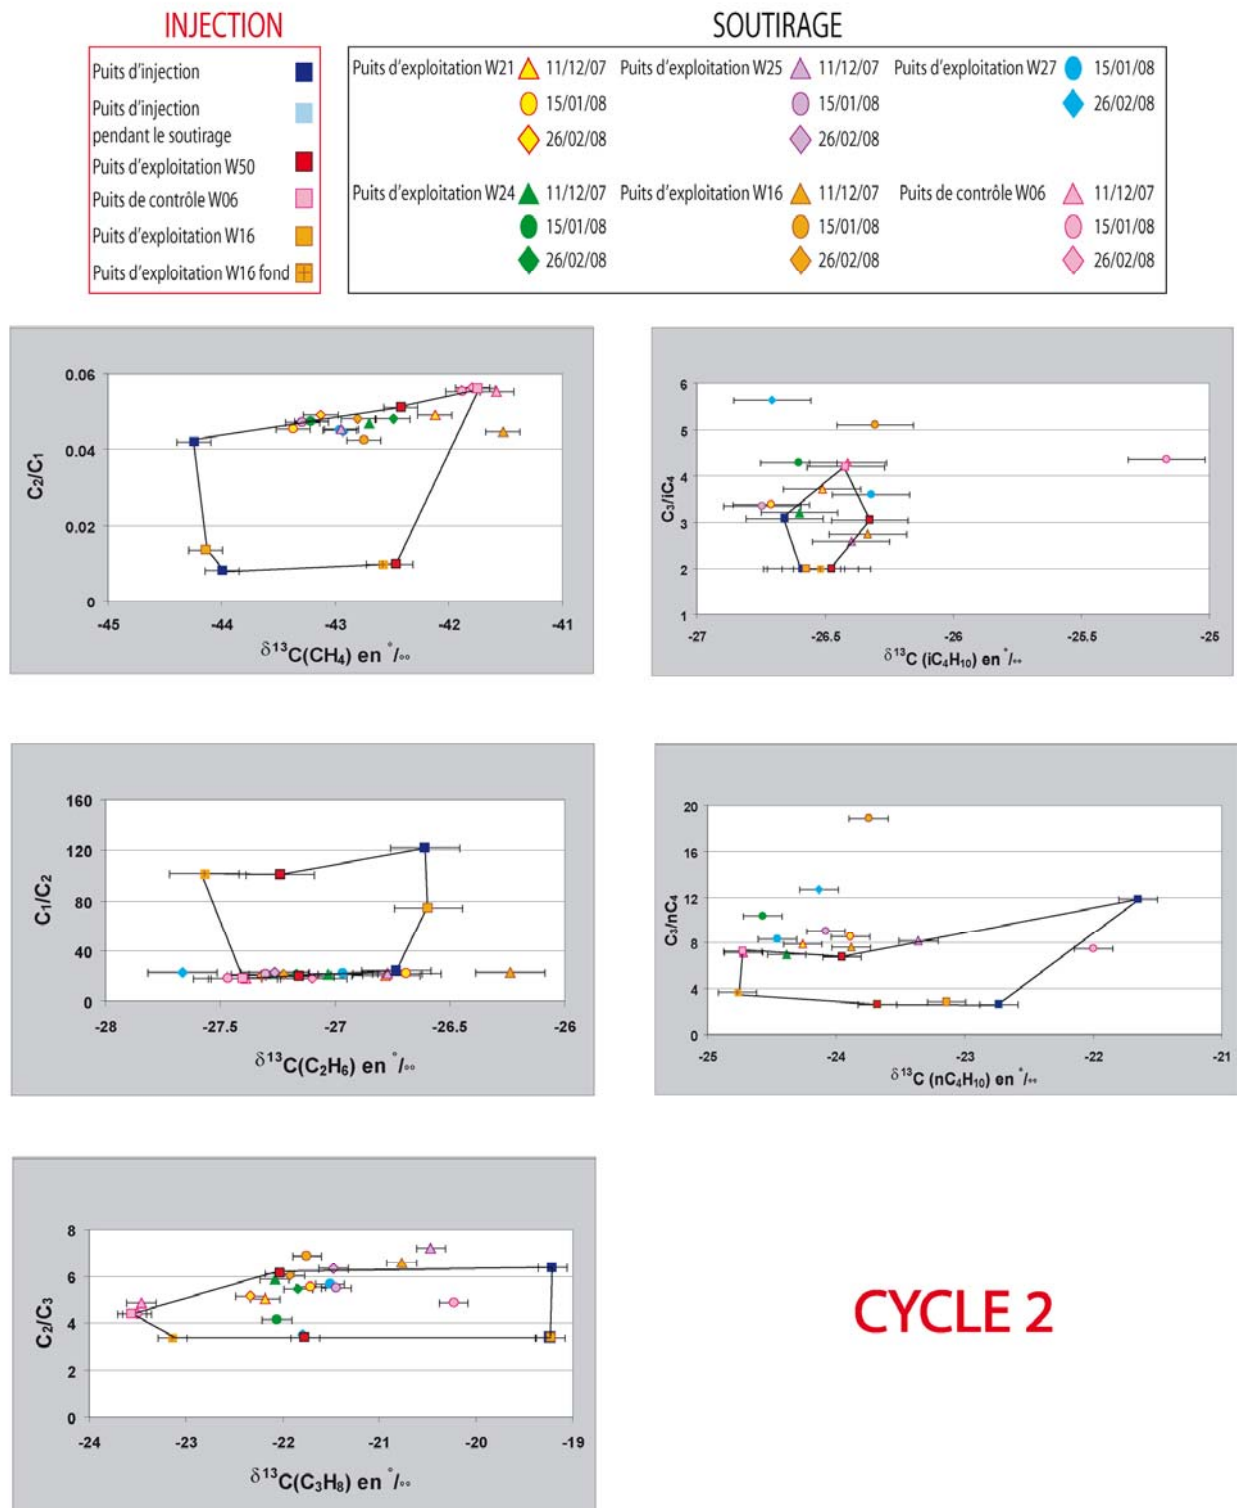 INJECTION
SOUTIRAGE
Puits d'injection
Puits d'injection
pendant le soutirage
Puits d'exploitation W50
Puits de contrôle W06
Puits d'exploitation W16
Puits d'exploitation W16 fond
Puits d'exploitation W21 11/12/07
15/01/08
26/02/08
Puits d'exploitation W25 11/12/07
15/01/08
26/02/08
Puits d'exploitation W27 15/01/08
26/02/08
Puits d'exploitation W24 11/12/07
15/01/08
26/02/08
Puits d'exploitation W16 11/12/07
15/01/08
26/02/08
Puits de contrôle W06 11/12/07
15/01/08
26/02/08
0.06
0.04
0.02
0
C₂/C₁
-45 -44 -43 -42 -41
δ¹³C(CH₄) en °/∘∘
6
5
4
3
2
1
C₃/iC₄
-27 -26.5 -26 -25.5 -25
δ¹³C (iC₄H₁₀) en °/∘∘
160
120
80
40
0
C₁/C₂
-28 -27.5 -27 -26.5 -26
δ¹³C(C₂H₆) en °/∘∘
20
16
12
8
4
0
C₃/nC₄
-25 -24 -23 -22 -21
δ¹³C (nC₄H₁₀) en °/∘∘
8
6
4
2
0
C₂/C₃
-24 -23 -22 -21 -20 -19
δ¹³C(C₃H₈) en °/∘∘
CYCLE 2